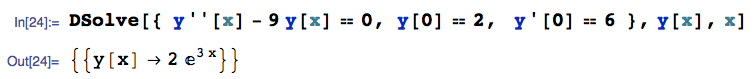 In[24]:= DSolve[{ y''[x] - 9 y[x] == 0, y[0] == 2, y'[0] == 6 }, y[x], x]
Out[24]= {{y[x] → 2 ⅇ^{3 x}}}